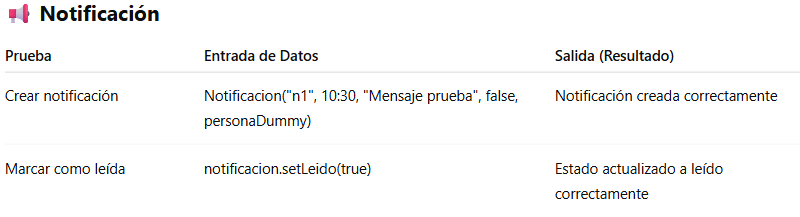 📢 Notificación
Prueba Entrada de Datos Salida (Resultado)
Crear notificación Notificacion("n1", 10:30, "Mensaje prueba", false, Notificación creada correctamente
personaDummy)
Marcar como leída notificacion.setLeido(true) Estado actualizado a leído
correctamente